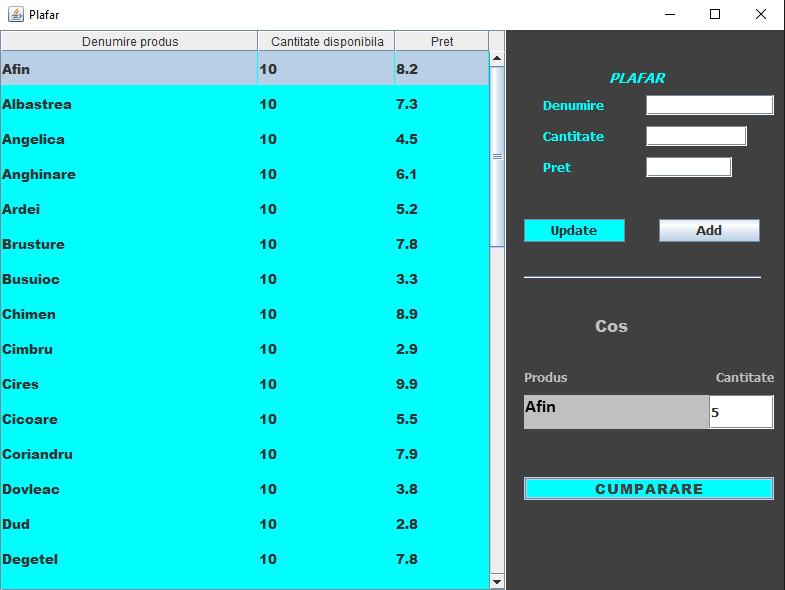 Plafar
Denumire produs Cantitate disponibila Pret
Afin 10 8.2
Albastrea 10 7.3
Angelica 10 4.5
Anghinare 10 6.1
Ardei 10 5.2
Brusture 10 7.8
Busuioc 10 3.3
Chimen 10 8.9
Cimbru 10 2.9
Cires 10 9.9
Cicoare 10 5.5
Coriandru 10 7.9
Dovleac 10 3.8
Dud 10 2.8
Degetel 10 7.8
PLAFAR
Denumire
Cantitate
Pret
Update Add
Cos
Produs Cantitate
Afin 5
CUMPARARE